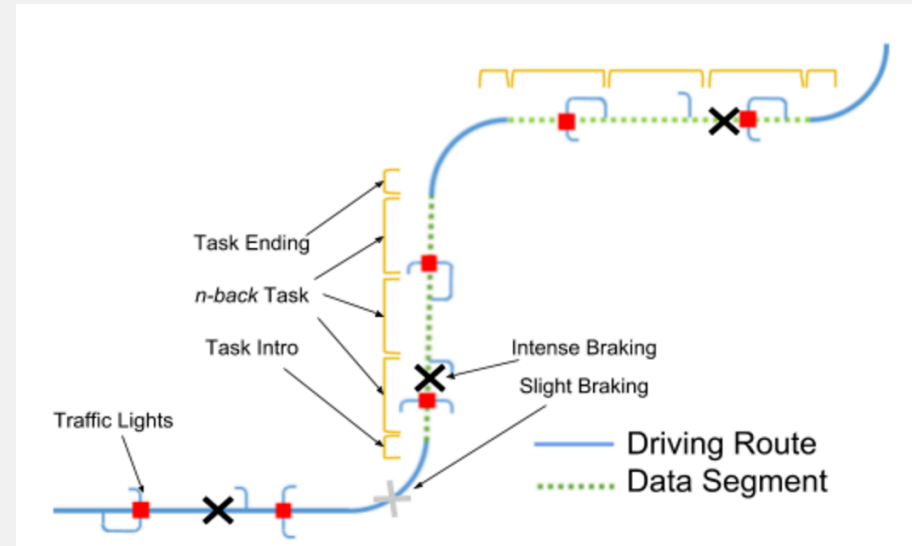 Task Ending
n-back Task
Task Intro
Intense Braking
Slight Braking
Traffic Lights
Driving Route
Data Segment